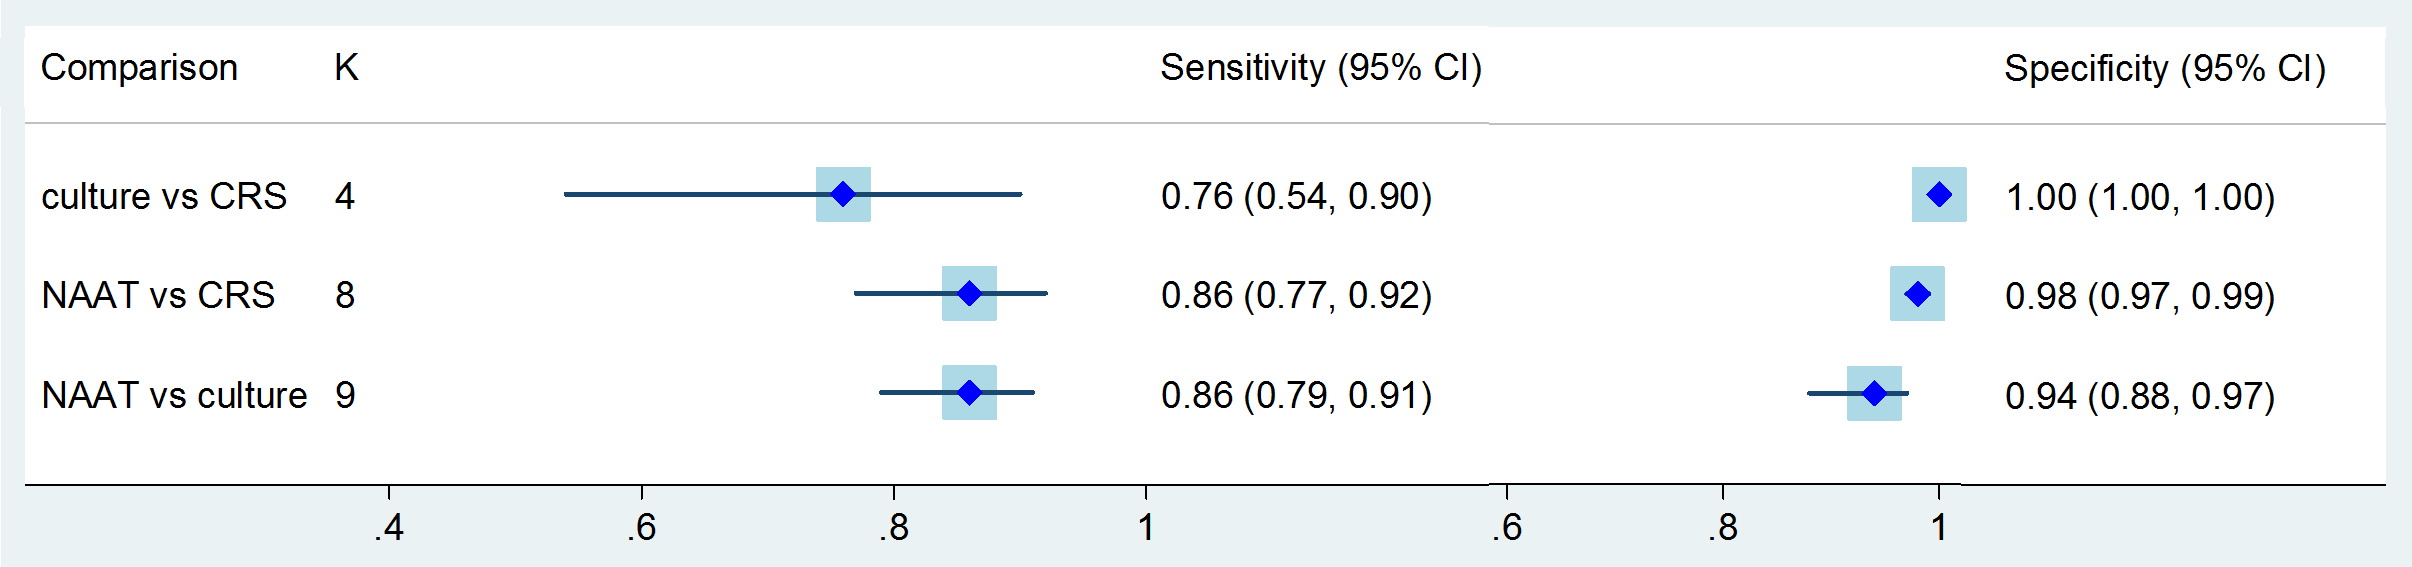 Comparison K Sensitivity (95% CI) Specificity (95% CI)
culture vs CRS 4 0.76 (0.54, 0.90) 1.00 (1.00, 1.00)
NAAT vs CRS 8 0.86 (0.77, 0.92) 0.98 (0.97, 0.99)
NAAT vs culture 9 0.86 (0.79, 0.91) 0.94 (0.88, 0.97)
.4 .6 .8 1 .6 .8 1